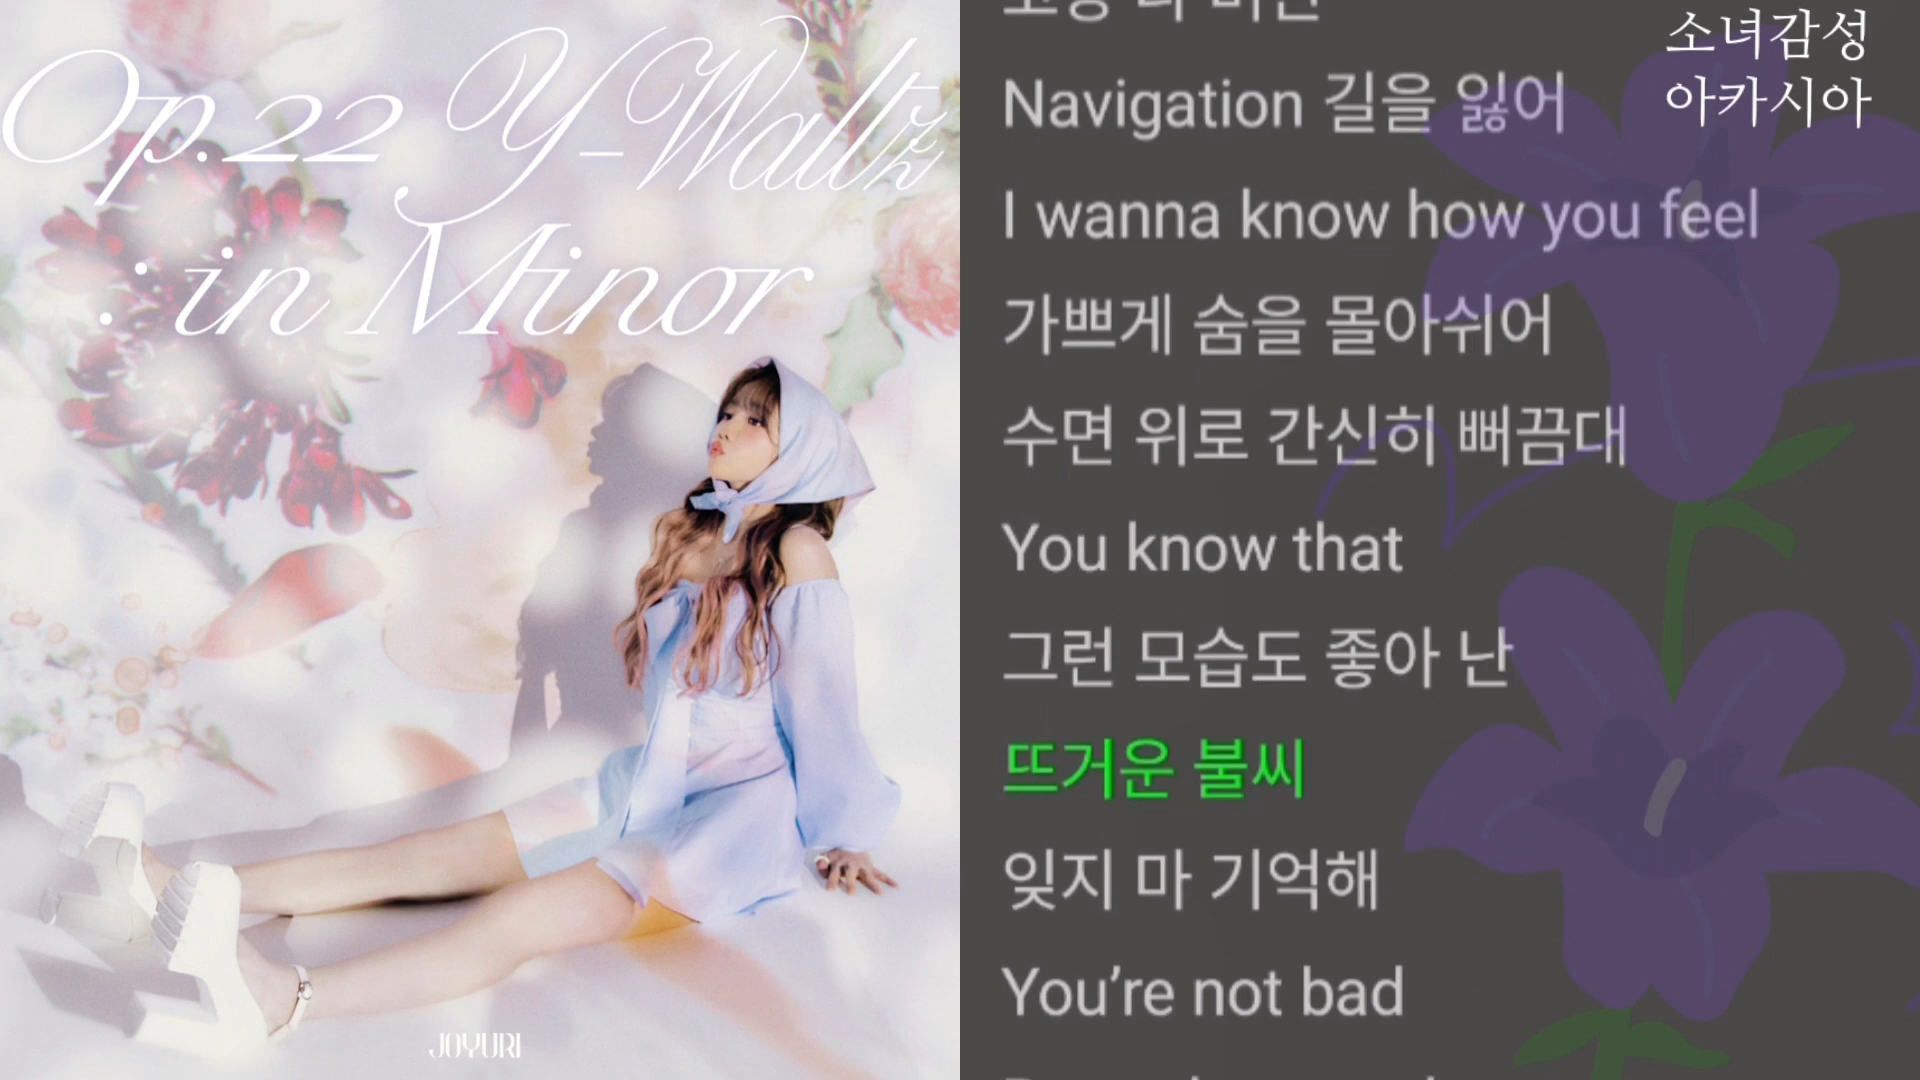 Op.22 Y-Waltz
: in Minor
JOYURI
소녀감성
아카시아
Navigation 길을 잃어
I wanna know how you feel
가쁘게 숨을 몰아쉬어
수면 위로 간신히 뻐끔대
You know that
그런 모습도 좋아 난
뜨거운 불씨
잊지 마 기억해
You’re not bad